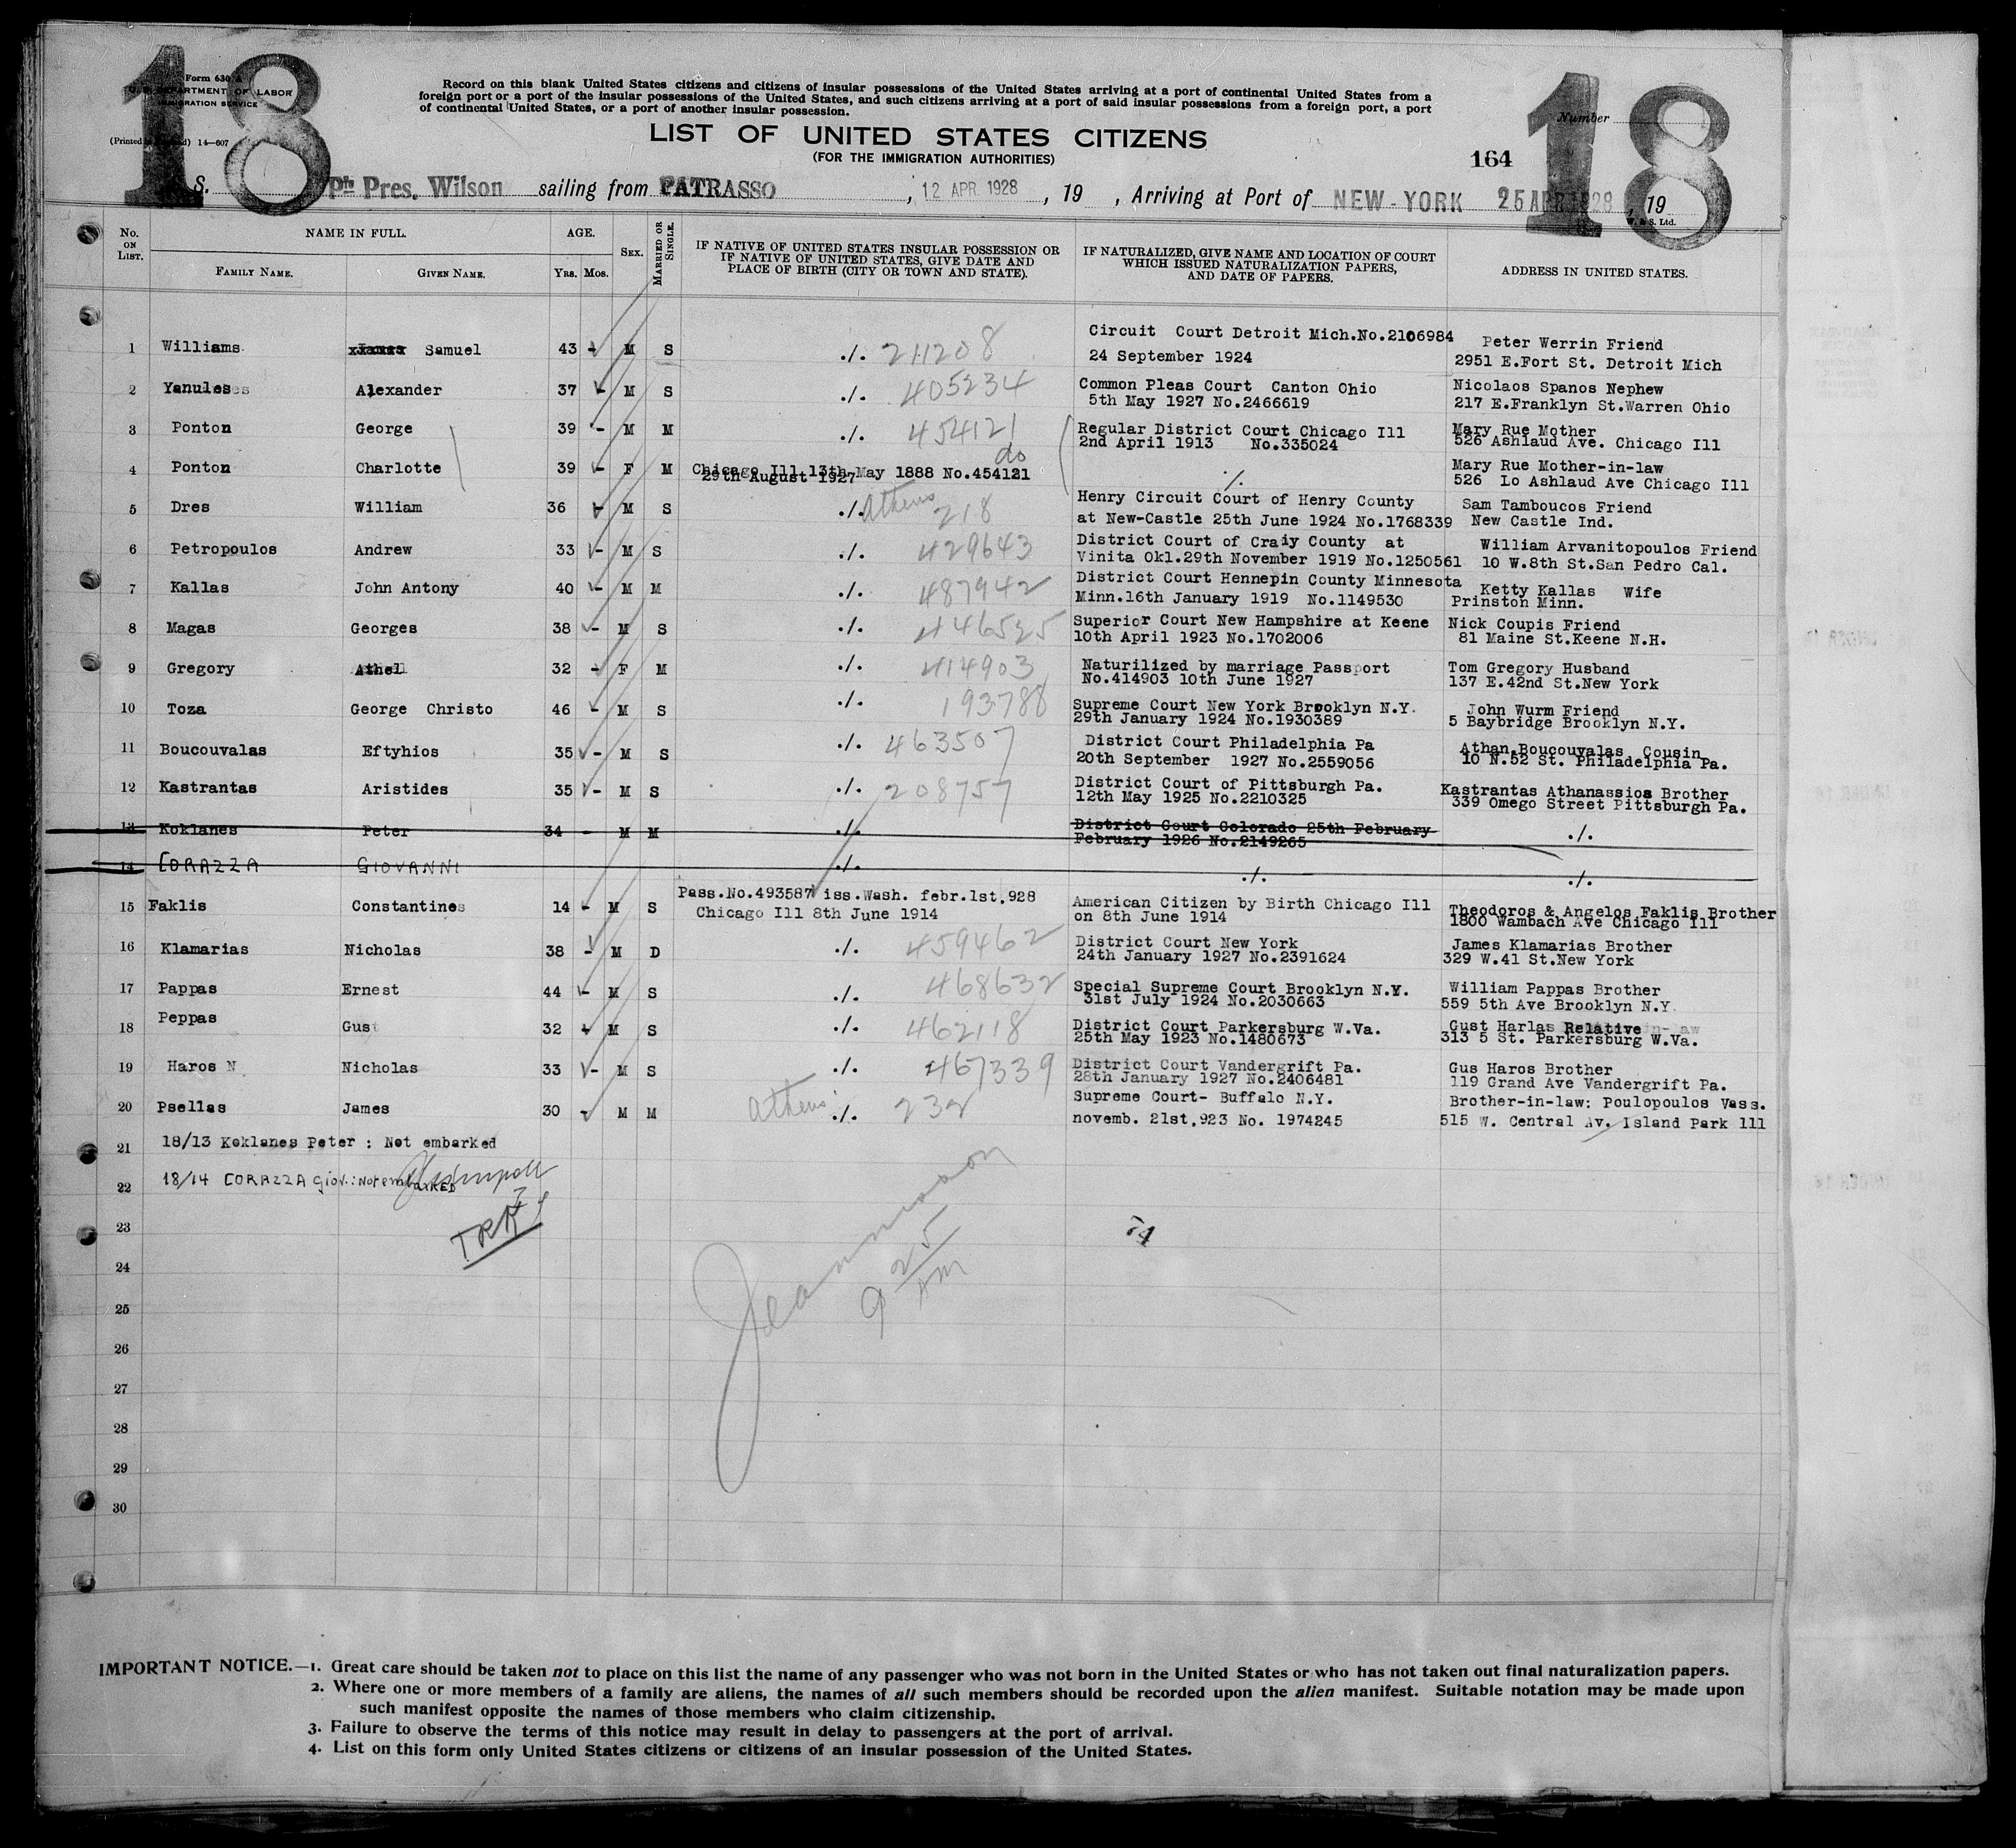 18
18
Form 630 A
U. S. DEPARTMENT OF LABOR
IMMIGRATION SERVICE
(Printed in) 14—607
Record on this blank United States citizens and citizens of insular possessions of the United States arriving at a port of continental United States from a
foreign port or a port of the insular possessions of the United States, and such citizens arriving at a port of said insular possessions from a foreign port, a port
of continental United States, or a port of another insular possession.
Number
LIST OF UNITED STATES CITIZENS
(FOR THE IMMIGRATION AUTHORITIES)
164
S. Pts Pres. Wilson sailing from PATRASSO, 12 APR. 1928, 19 , Arriving at Port of NEW-YORK 25 APR 1928, 19
W. & S. Ltd.
No. ON LIST. NAME IN FULL. AGE. SEX. MARRIED OR SINGLE. IF NATIVE OF UNITED STATES INSULAR POSSESSION OR IF NATIVE OF UNITED STATES, GIVE DATE AND PLACE OF BIRTH (CITY OR TOWN AND STATE). IF NATURALIZED, GIVE NAME AND LOCATION OF COURT WHICH ISSUED NATURALIZATION PAPERS, AND DATE OF PAPERS. ADDRESS IN UNITED STATES.
FAMILY NAME. GIVEN NAME. YRS. MOS.
Circuit Court Detroit Mich.No.2106984 Peter Werrin Friend
1 Williams Samuel 43 - M S ./. 211208 24 September 1924 2951 E.Fort St. Detroit Mich
2 Yanuleses Alexander 37 - M S ./. 405234 Common Pleas Court Canton Ohio Nicolaos Spanos Nephew
5th May 1927 No.2466619 217 E.Franklyn St.Warren Ohio
3 Ponton George 39 - M M ./. 454121 Regular District Court Chicago Ill Mary Rue Mother
2nd April 1913 No.335024 526 Ashlaud Ave. Chicago Ill
do
4 Ponton Charlotte 39 - F M Chicago Ill 13th May 1888 No.454121 Mary Rue Mother-in-law
29th August 1927 ./. 526 Lo Ashlaud Ave Chicago Ill
5 Dres William 36 - M S ./. Athens 218 Henry Circuit Court of Henry County Sam Tamboucos Friend
at New-Castle 25th June 1924 No.1768339 New Castle Ind.
6 Petropoulos Andrew 33 - M S ./. 429643 District Court of Craiy County at William Arvanitopoulos Friend
Vinita Okl.29th November 1919 No.1250561 10 W.8th St.San Pedro Cal.
7 Kallas John Antony 40 - M M ./. 487942 District Court Hennepin County Minnesota Ketty Kallas Wife
Minn.16th January 1919 No.1149530 Prinston Minn.
8 Magas Georges 38 - M S ./. 446525 Superior Court New Hampshire at Keene Nick Coupis Friend
10th April 1923 No.1702006 81 Maine St.Keene N.H.
9 Gregory Athell 32 - F M ./. 414903 Naturilized by marriage Passport Tom Gregory Husband
No.414903 10th June 1927 137 E.42nd St.New York
10 Toza George Christo 46 - M S ./. 193788 Supreme Court New York Brooklyn N.Y. John Wurm Friend
29th January 1924 No.1930389 5 Baybridge Brooklyn N.Y.
11 Boucouvalas Eftyhios 35 - M S ./. 463507 District Court Philadelphia Pa Athan.Boucouvalas Cousin
20th September 1927 No.2559056 10 N.52 St. Philadelphia Pa.
12 Kastrantas Aristides 35 - M S ./. 208757 District Court of Pittsburgh Pa. Kastrantas Athanassios Brother
12th May 1925 No.2210325 339 Omego Street Pittsburgh Pa.
13 Koklanes Peter 34 - M M ./. District Court Colorado 25th February ./.
February 1926 No.2149265
14 CORAZZA GIOVANNI ./. ./. ./.
Pass.No.493587 iss.Wash. febr.1st.928
15 Faklis Constantines 14 - M S Chicago Ill 8th June 1914 American Citizen by Birth Chicago Ill Theodoros & Angelos Faklis Brother
on 8th June 1914 1800 Wambach Ave Chicago Ill
16 Klamarias Nicholas 38 - M D ./. 459462 District Court New York James Klamarias Brother
24th January 1927 No.2391624 329 W.41 St.New York
17 Pappas Ernest 44 - M S ./. 468632 Special Supreme Court Brooklyn N.Y. William Pappas Brother
31st July 1924 No.2030663 559 5th Ave Brooklyn N.Y.
18 Peppas Gust 32 - M S ./. 462118 District Court Parkersburg W.Va. Gust Harlas Relative in-aw
25th May 1923 No.1480673 313 5 St. Parkersburg W.Va.
19 Haros N Nicholas 33 - M S ./. 467339 District Court Vandergrift Pa. Gus Haros Brother
28th January 1927 No.2406481 119 Grand Ave Vandergrift Pa.
20 Psellas James 30 - M M Athens ./. 232 Supreme Court- Buffalo N.Y. Brother-in-law: Poulopoulos Vass.
novemb. 21st.923 No. 1974245 515 W. Central Av. Island Park ill
21 18/13 Koklanes Peter : Not embarked
22 18/14 CORAZZA Giov.: Not embarked
23
24
25
26
27
28
29
30
9 25 AM
IMPORTANT NOTICE.—1. Great care should be taken not to place on this list the name of any passenger who was not born in the United States or who has not taken out final naturalization papers.
2. Where one or more members of a family are aliens, the names of all such members should be recorded upon the alien manifest. Suitable notation may be made upon
such manifest opposite the names of those members who claim citizenship.
3. Failure to observe the terms of this notice may result in delay to passengers at the port of arrival.
4. List on this form only United States citizens or citizens of an insular possession of the United States.